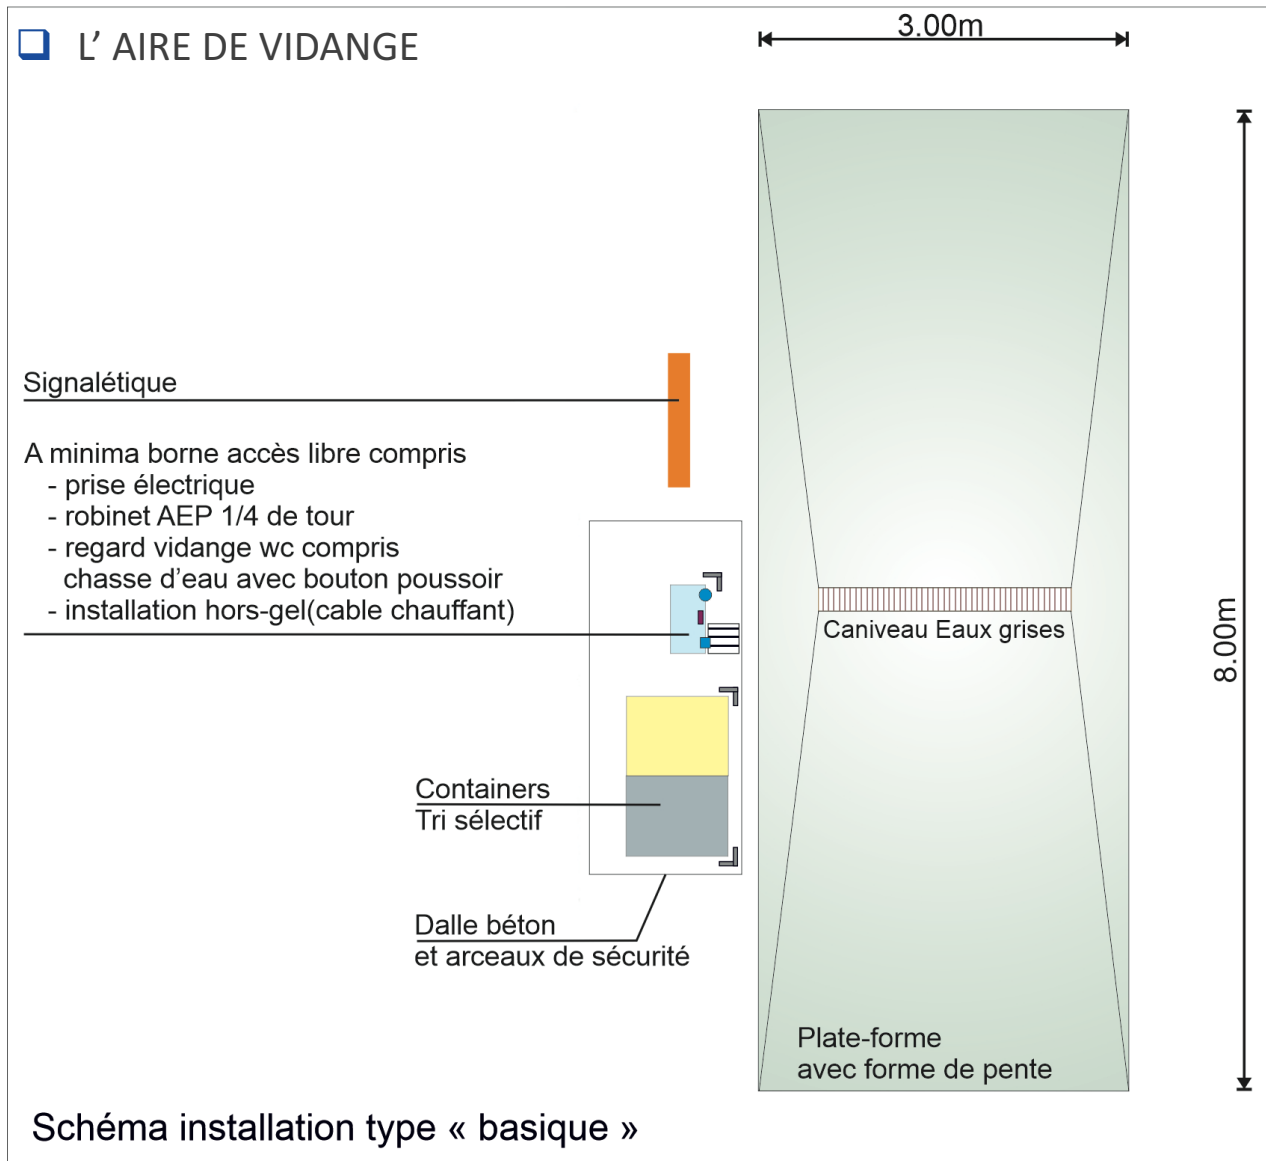 L' AIRE DE VIDANGE
3.00m
Signalétique
A minima borne accès libre compris
- prise électrique
- robinet AEP 1/4 de tour
- regard vidange wc compris
chasse d'eau avec bouton poussoir
- installation hors-gel(cable chauffant)
Caniveau Eaux grises
8.00m
Containers
Tri sélectif
Dalle béton
et arceaux de sécurité
Plate-forme
avec forme de pente
Schéma installation type « basique »